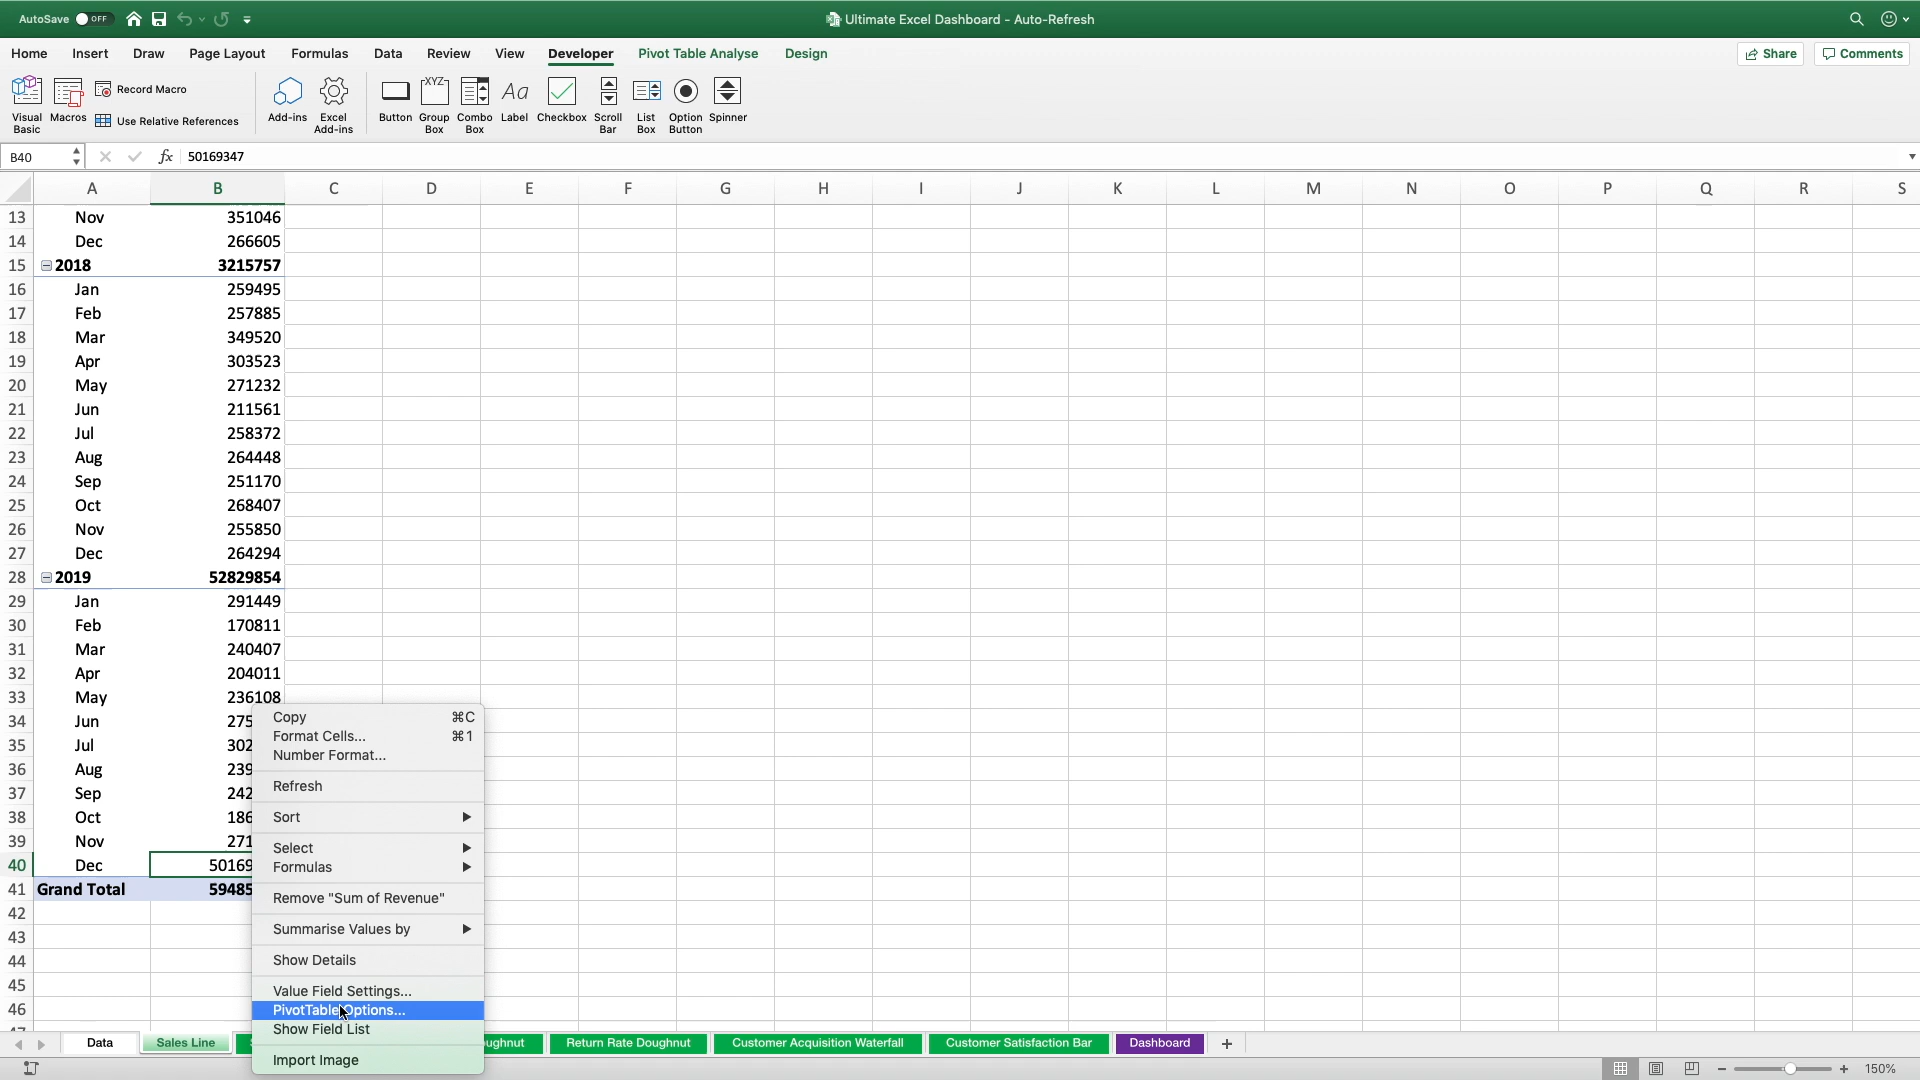 AutoSave OFF
Ultimate Excel Dashboard - Auto-Refresh
Home Insert Draw Page Layout Formulas Data Review View Developer Pivot Table Analyse Design Share Comments
Visual Basic
Macros
Record Macro
Use Relative References
Add-ins
Excel Add-ins
Button
Group Box
Combo Box
Label
Checkbox
Scroll Bar
List Box
Option Button
Spinner
B40 fx 50169347
A B C D E F G H I J K L M N O P Q R S
13 Nov 351046
14 Dec 266605
15 2018 3215757
16 Jan 259495
17 Feb 257885
18 Mar 349520
19 Apr 303523
20 May 271232
21 Jun 211561
22 Jul 258372
23 Aug 264448
24 Sep 251170
25 Oct 268407
26 Nov 255850
27 Dec 264294
28 2019 52829854
29 Jan 291449
30 Feb 170811
31 Mar 240407
32 Apr 204011
33 May 236108
34 Jun 275
35 Jul 302
36 Aug 239
37 Sep 242
38 Oct 186
39 Nov 271
40 Dec 50169
41 Grand Total 59485
42
43
44
45
46
Copy ⌘C
Format Cells... ⌘1
Number Format...
Refresh
Sort
Select
Formulas
Remove "Sum of Revenue"
Summarise Values by
Show Details
Value Field Settings...
PivotTable Options...
Show Field List
Import Image
Data Sales Line oughnut Return Rate Doughnut Customer Acquisition Waterfall Customer Satisfaction Bar Dashboard +
150%